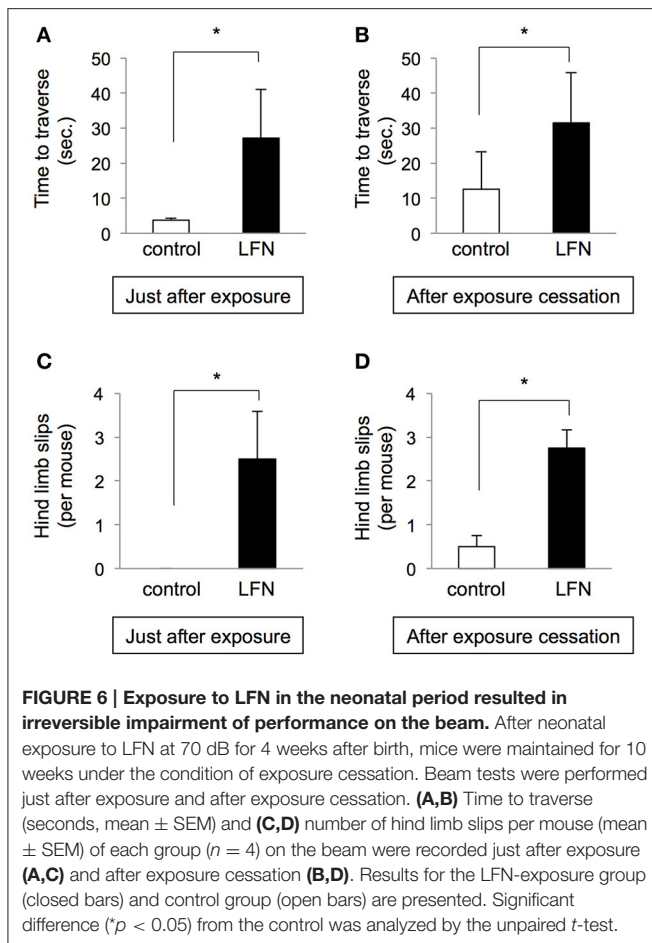 A
*
Time to traverse
(sec.)
50
40
30
20
10
0
control
LFN
Just after exposure
B
*
Time to traverse
(sec.)
50
40
30
20
10
0
control
LFN
After exposure cessation
C
*
Hind limb slips
(per mouse)
4
3
2
1
0
control
LFN
Just after exposure
D
*
Hind limb slips
(per mouse)
4
3
2
1
0
control
LFN
After exposure cessation
FIGURE 6 | Exposure to LFN in the neonatal period resulted in
irreversible impairment of performance on the beam. After neonatal
exposure to LFN at 70 dB for 4 weeks after birth, mice were maintained for 10
weeks under the condition of exposure cessation. Beam tests were performed
just after exposure and after exposure cessation. (A,B) Time to traverse
(seconds, mean ± SEM) and (C,D) number of hind limb slips per mouse (mean
± SEM) of each group (n = 4) on the beam were recorded just after exposure
(A,C) and after exposure cessation (B,D). Results for the LFN-exposure group
(closed bars) and control group (open bars) are presented. Significant
difference (*p < 0.05) from the control was analyzed by the unpaired t-test.